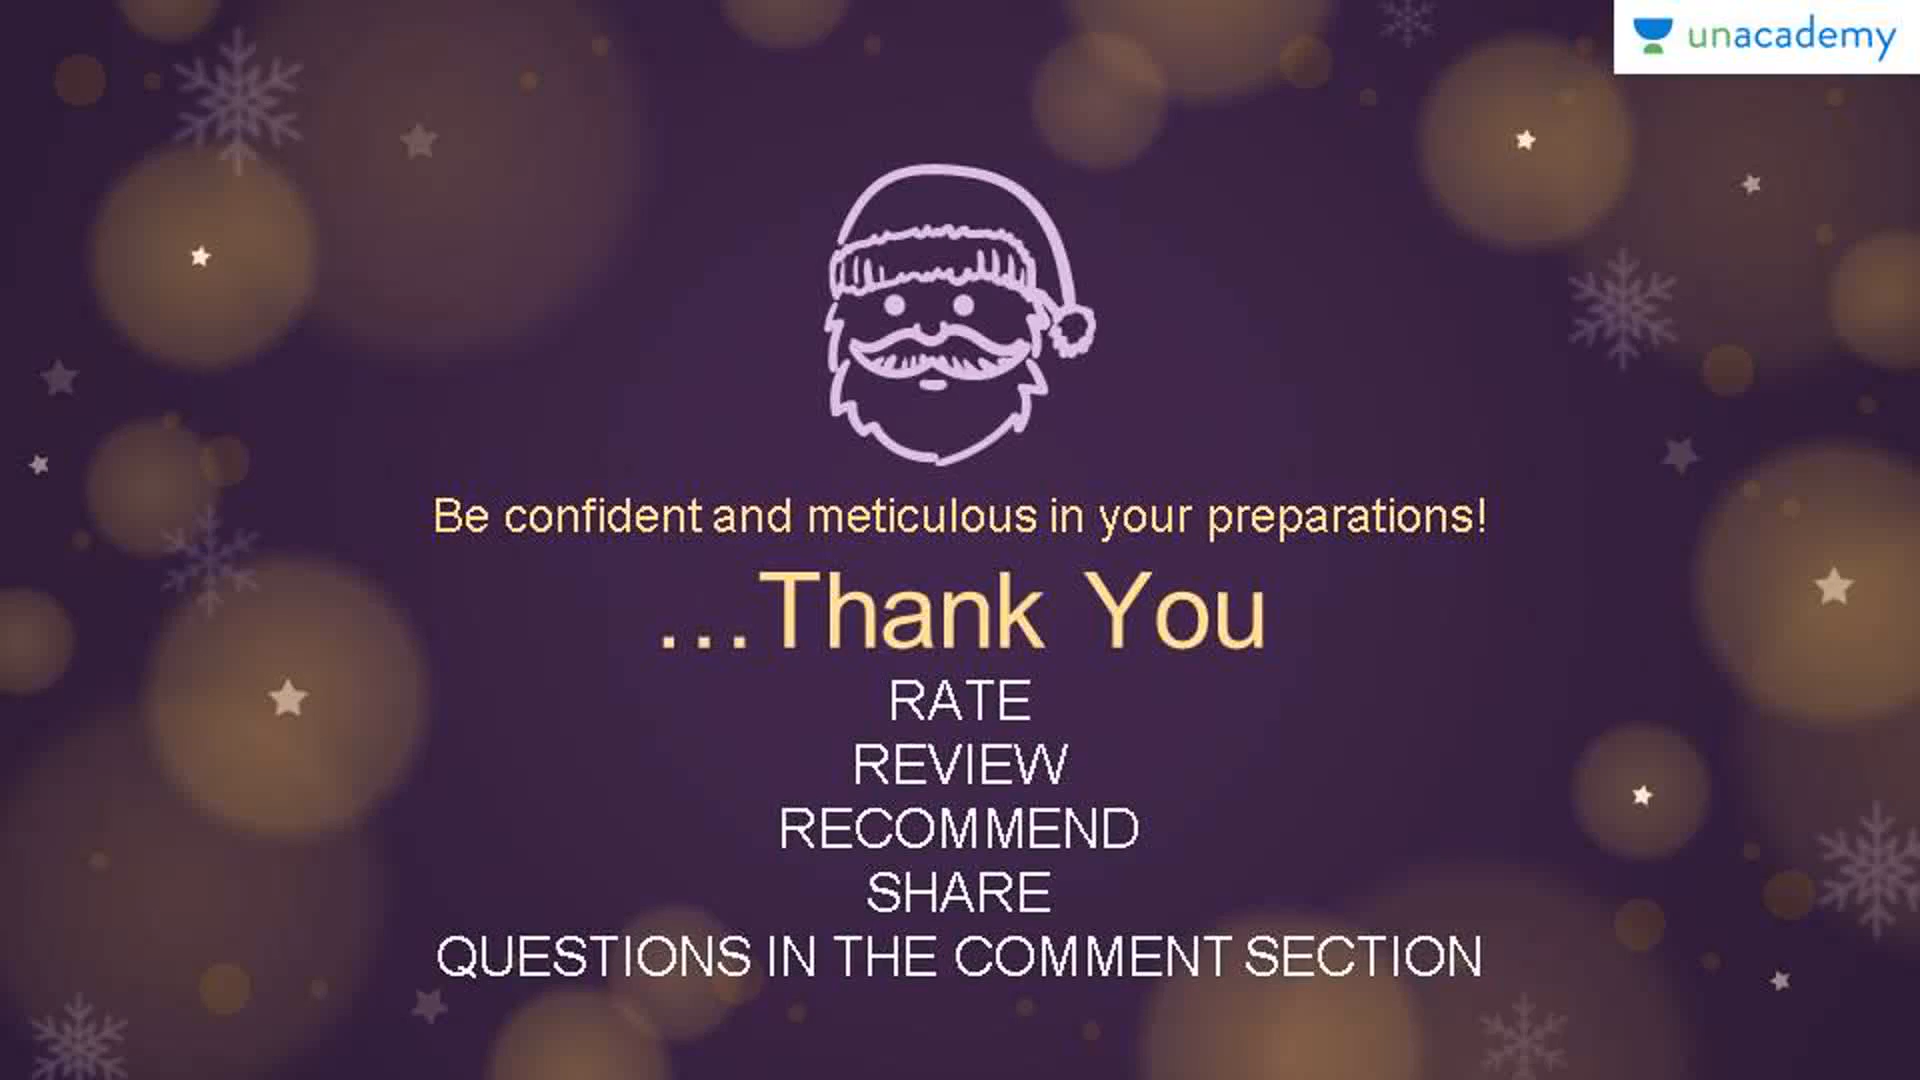 unacademy
Be confident and meticulous in your preparations!
...Thank You
RATE
REVIEW
RECOMMEND
SHARE
QUESTIONS IN THE COMMENT SECTION